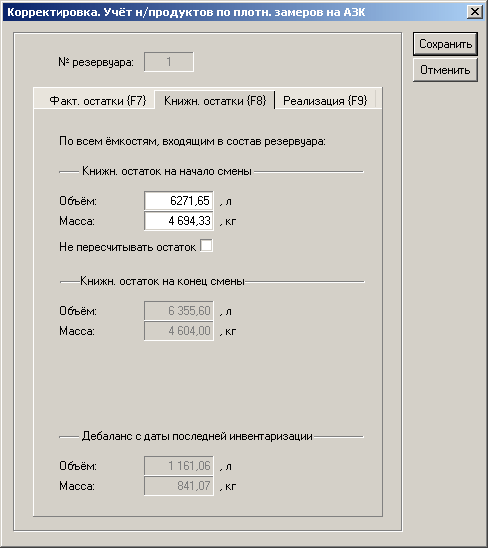 Корректировка. Учёт н/продуктов по плотн. замеров на АЗК
Сохранить
№ резервуара: 1
Отменить
Факт. остатки {F7} Книжн. остатки {F8} Реализация {F9}
По всем ёмкостям, входящим в состав резервуара:
Книжн. остаток на начало смены
Объём: 6271,65 , л
Масса: 4 694,33 , кг
Не пересчитывать остаток
Книжн. остаток на конец смены
Объём: 6 355,60 , л
Масса: 4 604,00 , кг
Дебаланс с даты последней инвентаризации
Объём: 1 161,06 , л
Масса: 841,07 , кг